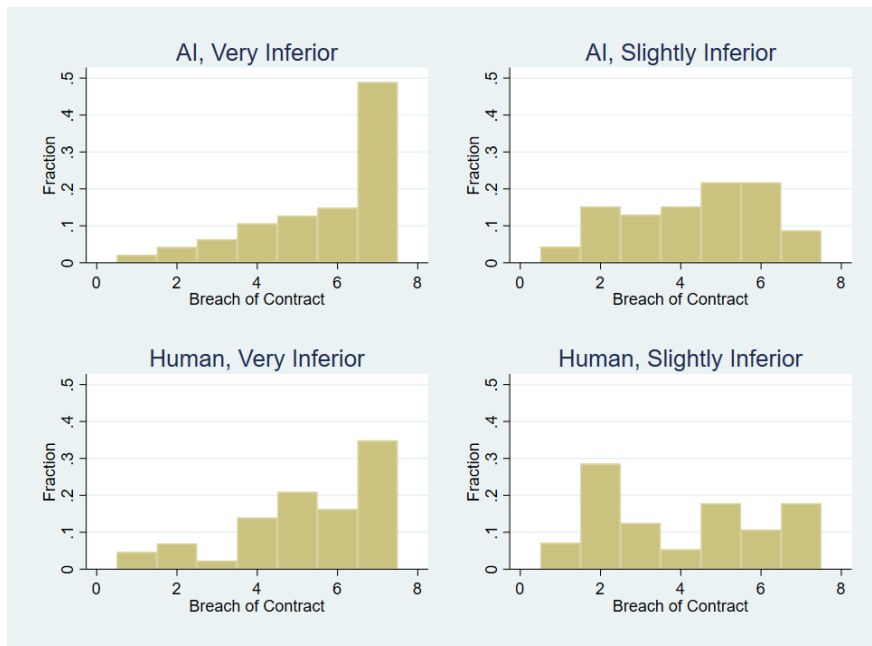 AI, Very Inferior
Fraction
0 .1 .2 .3 .4 .5
0 2 4 6 8
Breach of Contract
AI, Slightly Inferior
Fraction
0 .1 .2 .3 .4 .5
0 2 4 6 8
Breach of Contract
Human, Very Inferior
Fraction
0 .1 .2 .3 .4 .5
0 2 4 6 8
Breach of Contract
Human, Slightly Inferior
Fraction
0 .1 .2 .3 .4 .5
0 2 4 6 8
Breach of Contract